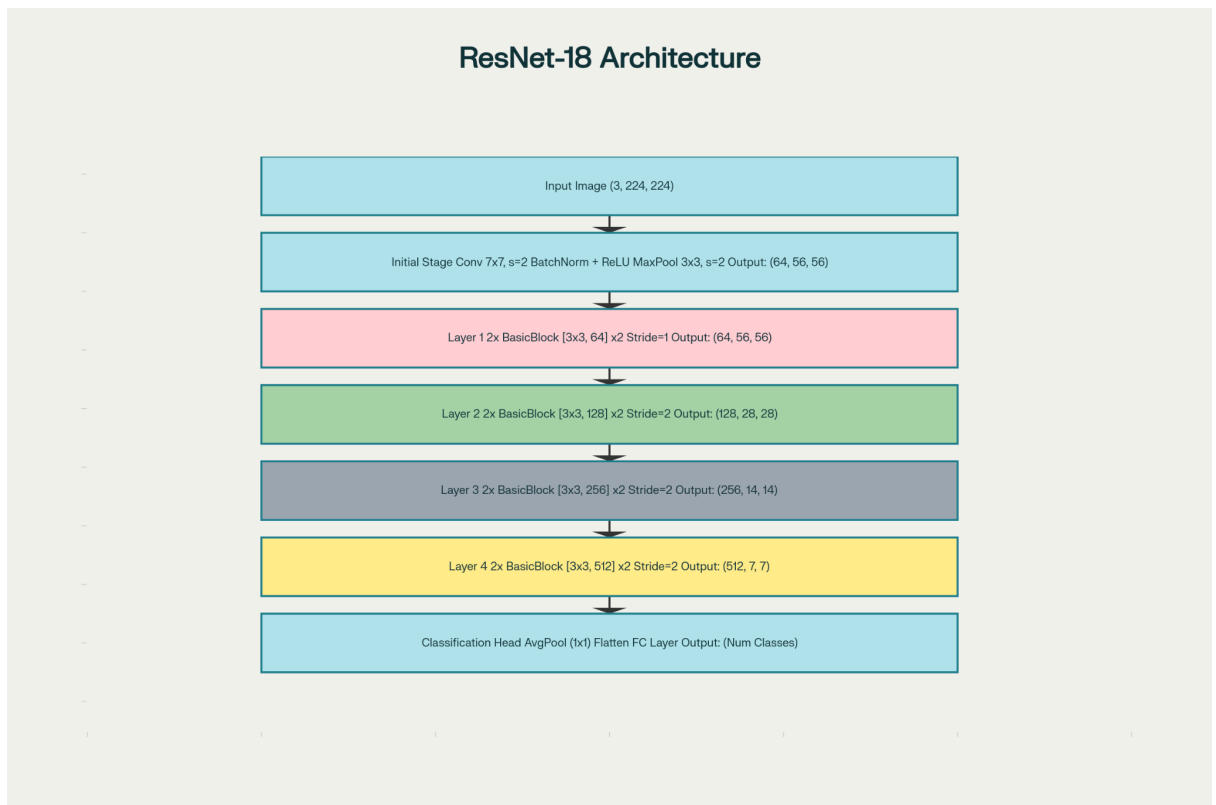 ResNet-18 Architecture
Input Image (3, 224, 224)
Initial Stage Conv 7x7, s=2 BatchNorm + ReLU MaxPool 3x3, s=2 Output: (64, 56, 56)
Layer 1 2x BasicBlock [3x3, 64] x2 Stride=1 Output: (64, 56, 56)
Layer 2 2x BasicBlock [3x3, 128] x2 Stride=2 Output: (128, 28, 28)
Layer 3 2x BasicBlock [3x3, 256] x2 Stride=2 Output: (256, 14, 14)
Layer 4 2x BasicBlock [3x3, 512] x2 Stride=2 Output: (512, 7, 7)
Classification Head AvgPool (1x1) Flatten FC Layer Output: (Num Classes)